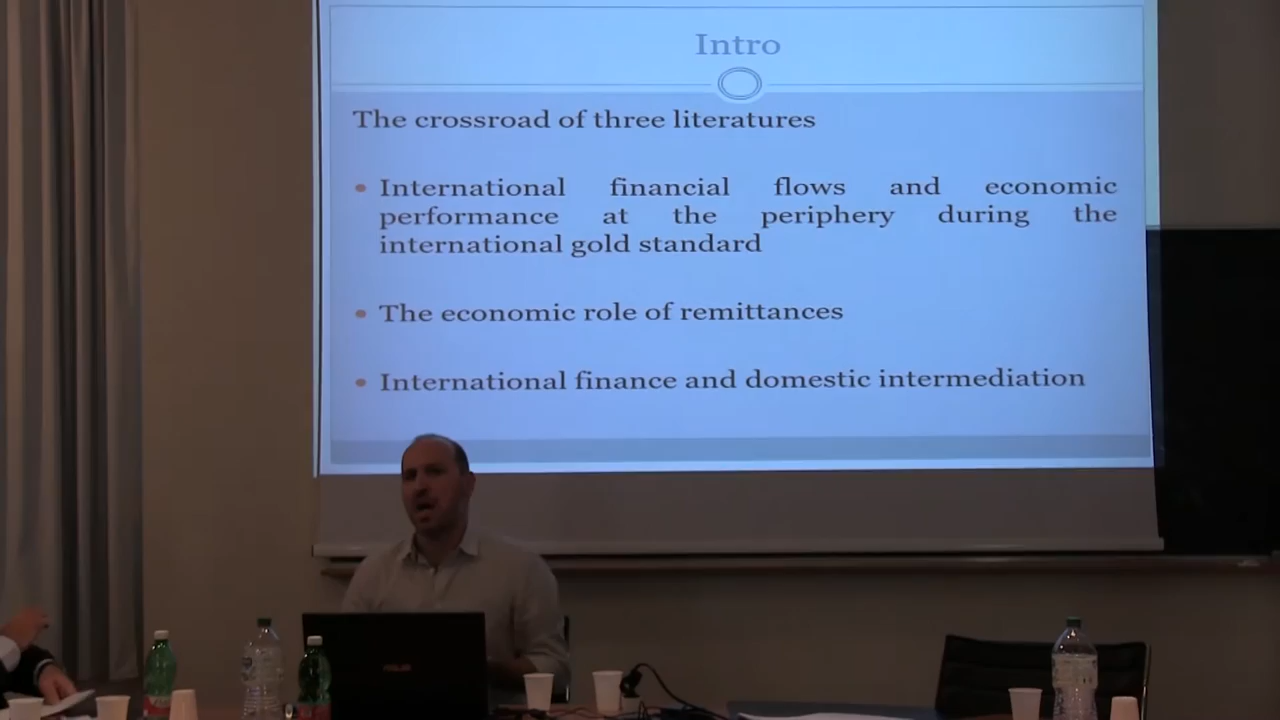 Intro
The crossroad of three literatures
• International financial flows and economic
performance at the periphery during the
international gold standard
• The economic role of remittances
• International finance and domestic intermediation
ASUS